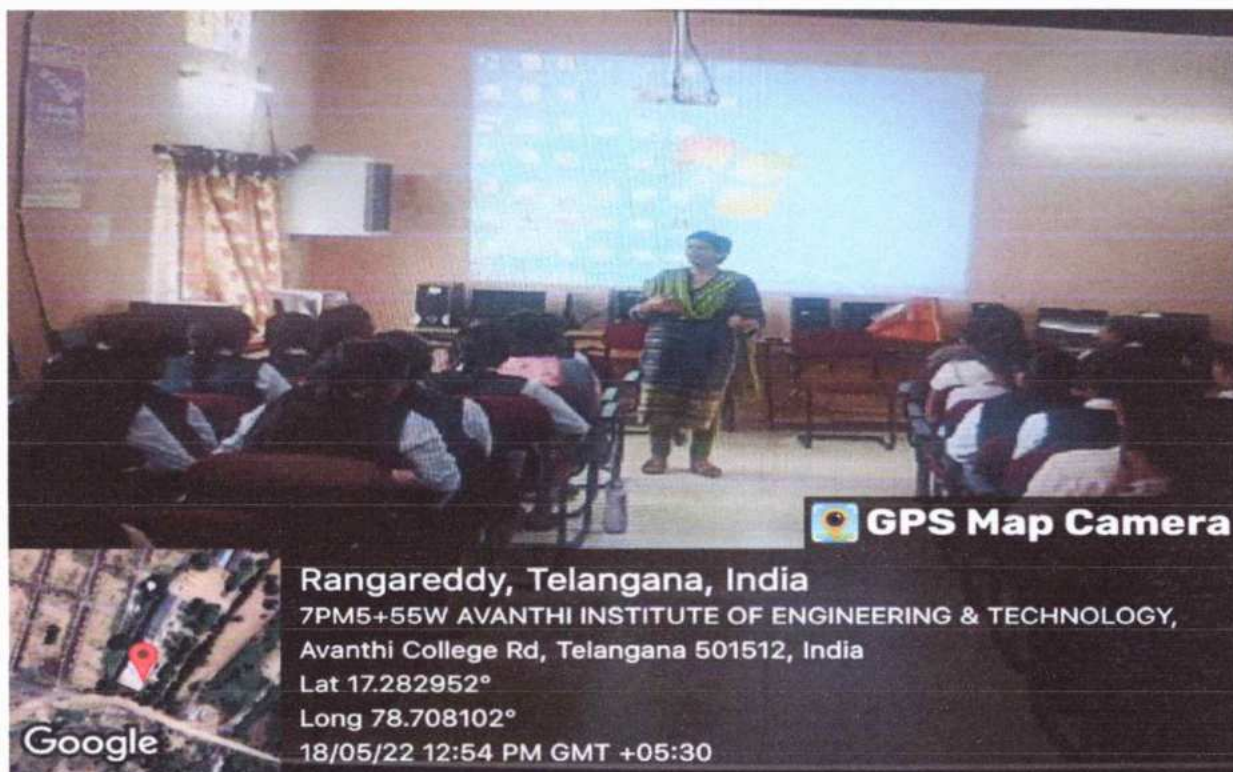 GPS Map Camera
Rangareddy, Telangana, India
7PM5+55W AVANTHI INSTITUTE OF ENGINEERING & TECHNOLOGY,
Avanthi College Rd, Telangana 501512, India
Lat 17.282952°
Long 78.708102°
18/05/22 12:54 PM GMT +05:30
Google